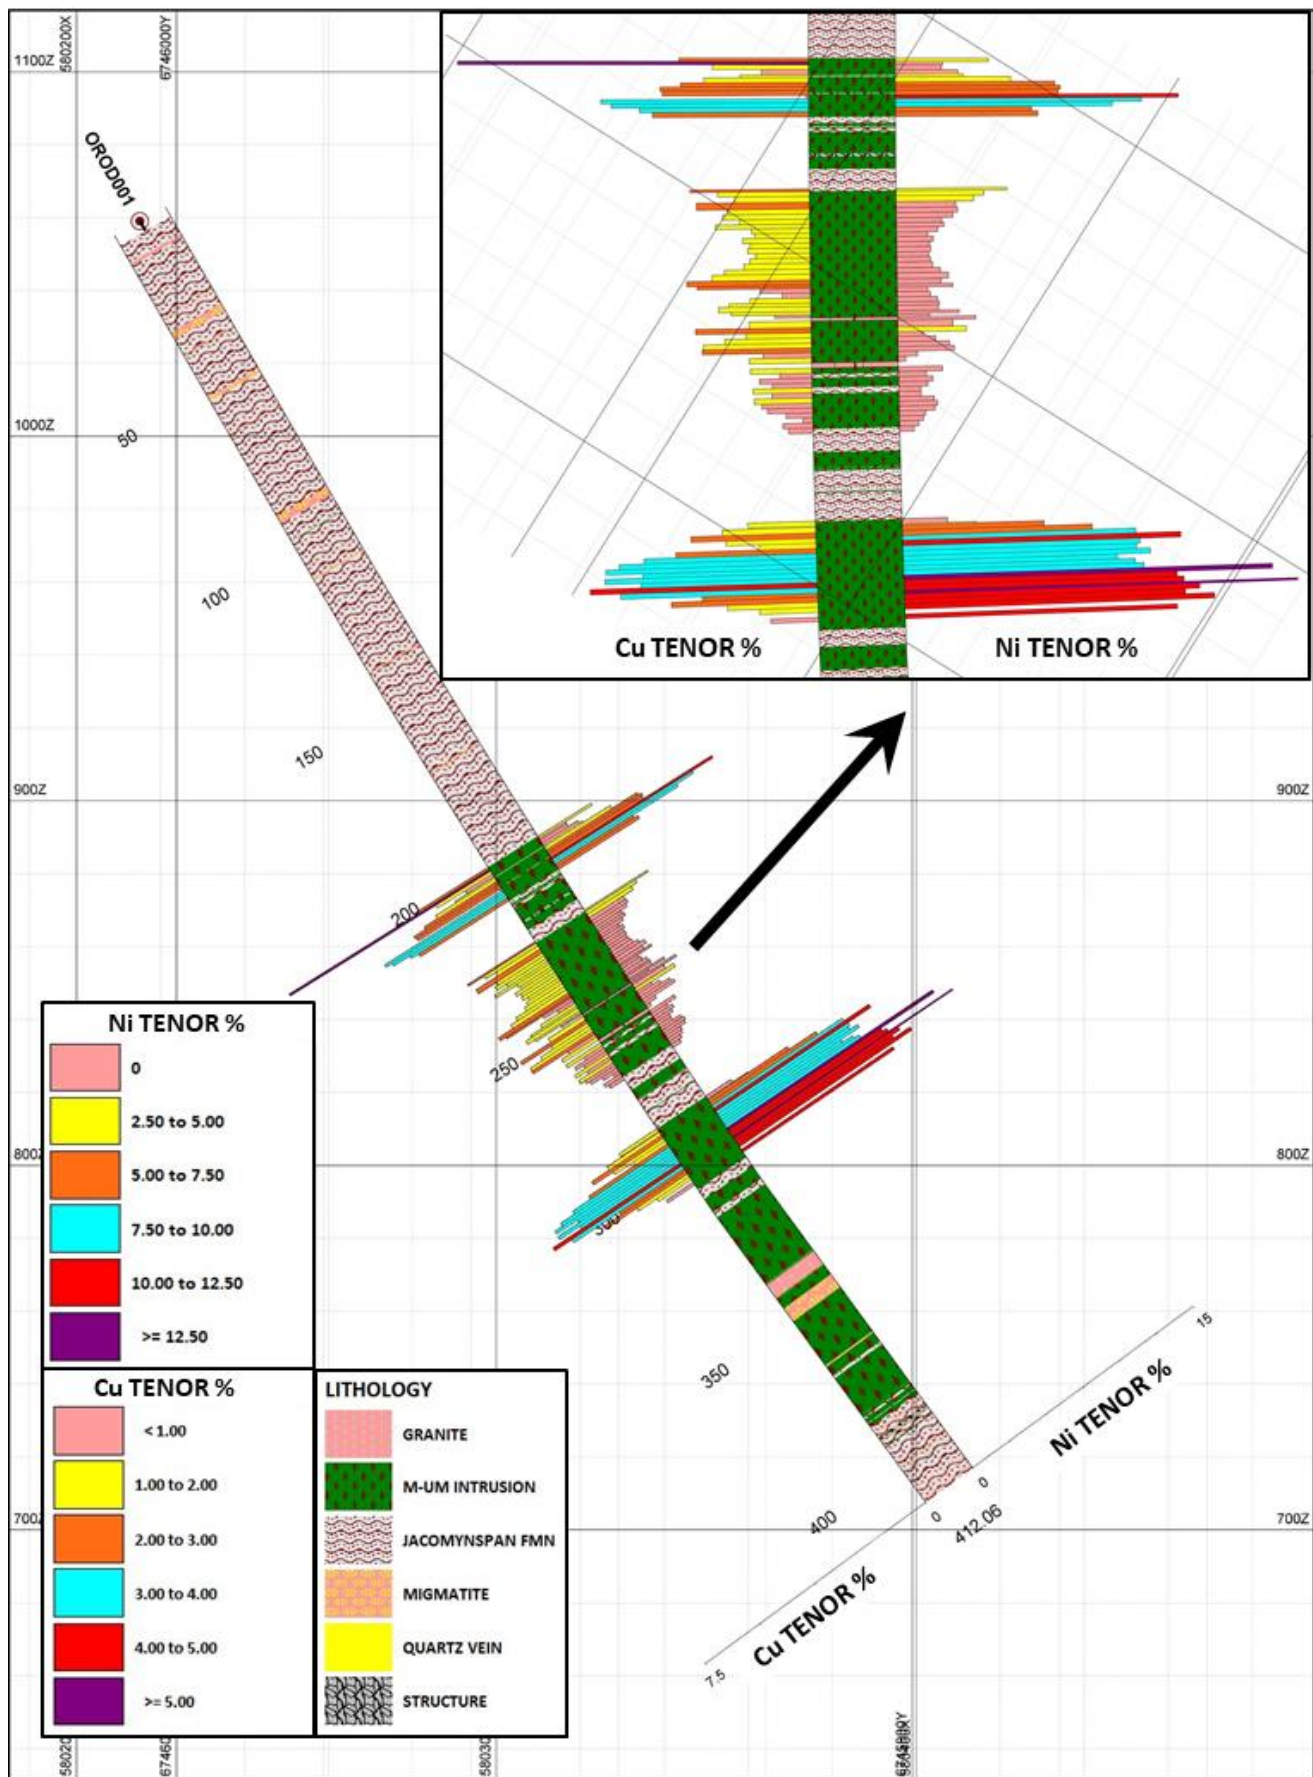 580200X
6746000Y
1100Z
OROD001
1000Z
50
100
150
Cu TENOR %
Ni TENOR %
900Z
900Z
200
250
800Z
800Z
300
350
400
412.06
700Z
700Z
0
15
Ni TENOR %
0
7.5
Cu TENOR %
Ni TENOR %
0
2.50 to 5.00
5.00 to 7.50
7.50 to 10.00
10.00 to 12.50
>= 12.50
Cu TENOR %
< 1.00
1.00 to 2.00
2.00 to 3.00
3.00 to 4.00
4.00 to 5.00
>= 5.00
LITHOLOGY
GRANITE
M-UM INTRUSION
JACOMYNSPAN FMN
MIGMATITE
QUARTZ VEIN
STRUCTURE
58020
67460
58030